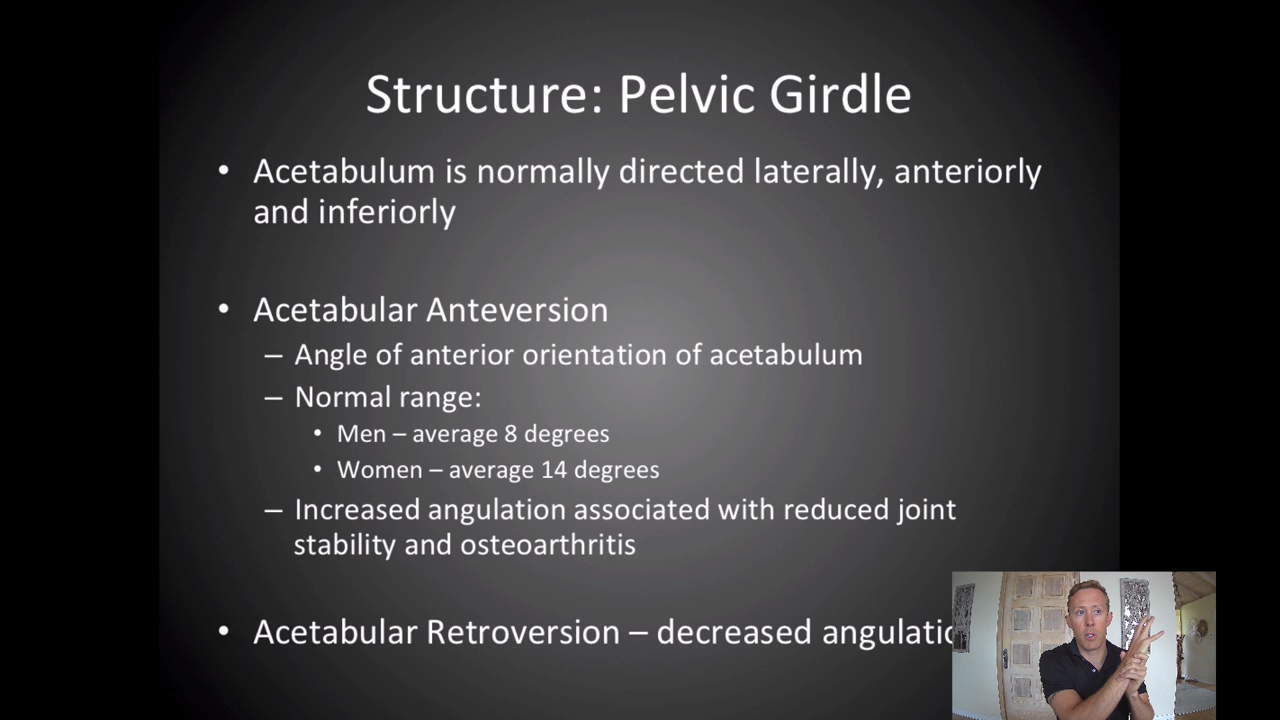 Structure: Pelvic Girdle
• Acetabulum is normally directed laterally, anteriorly
and inferiorly
• Acetabular Anteversion
– Angle of anterior orientation of acetabulum
– Normal range:
• Men – average 8 degrees
• Women – average 14 degrees
– Increased angulation associated with reduced joint
stability and osteoarthritis
• Acetabular Retroversion – decreased